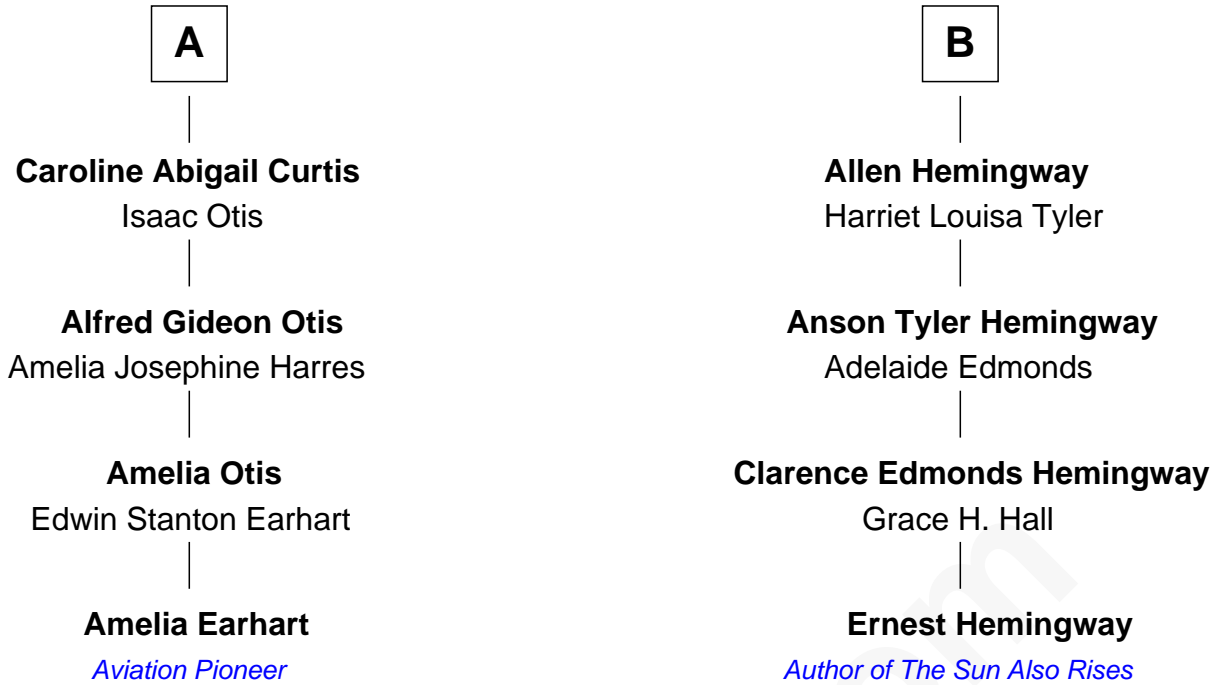 A
Caroline Abigail Curtis
Isaac Otis
Alfred Gideon Otis
Amelia Josephine Harres
Amelia Otis
Edwin Stanton Earhart
Amelia Earhart
Aviation Pioneer
B
Allen Hemingway
Harriet Louisa Tyler
Anson Tyler Hemingway
Adelaide Edmonds
Clarence Edmonds Hemingway
Grace H. Hall
Ernest Hemingway
Author of The Sun Also Rises